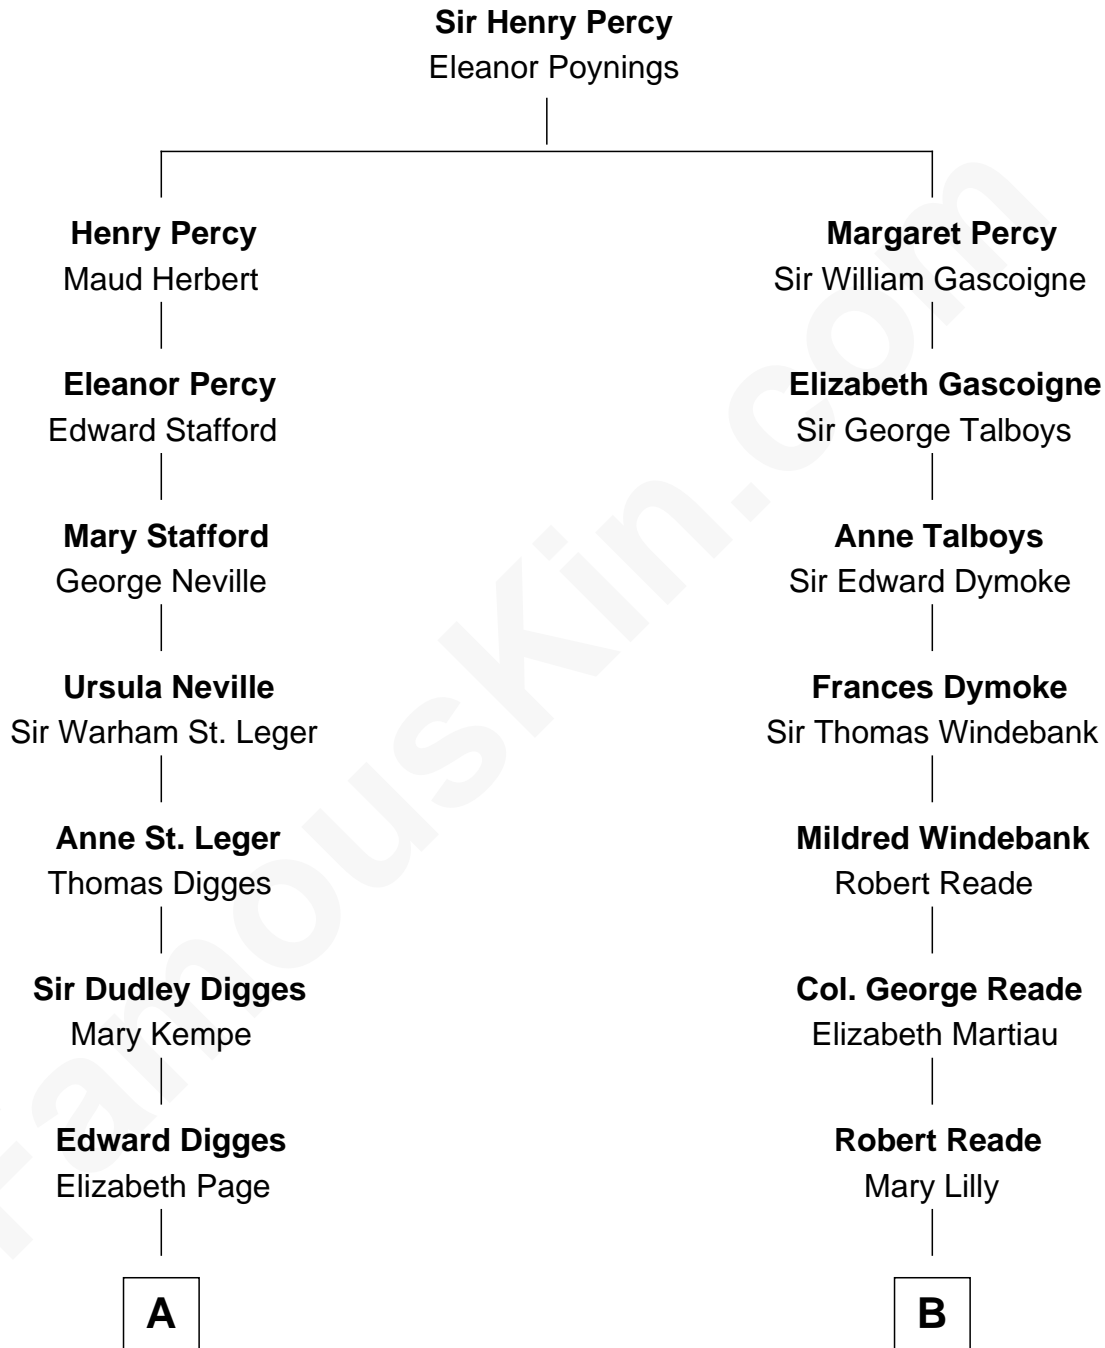 Sir Henry Percy
Eleanor Poynings
Henry Percy
Maud Herbert
Eleanor Percy
Edward Stafford
Mary Stafford
George Neville
Ursula Neville
Sir Warham St. Leger
Anne St. Leger
Thomas Digges
Sir Dudley Digges
Mary Kempe
Edward Digges
Elizabeth Page
A
Margaret Percy
Sir William Gascoigne
Elizabeth Gascoigne
Sir George Talboys
Anne Talboys
Sir Edward Dymoke
Frances Dymoke
Sir Thomas Windebank
Mildred Windebank
Robert Reade
Col. George Reade
Elizabeth Martiau
Robert Reade
Mary Lilly
B
FamousKin.com